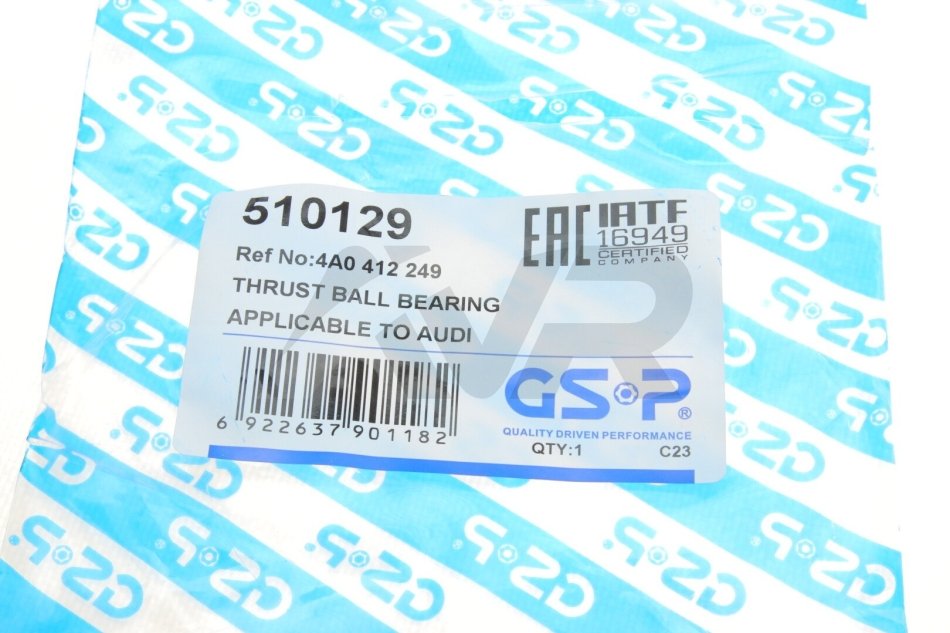 510129
EAC IATF
16949
CERTIFIED
COMPANY
Ref No:4A0 412 249
THRUST BALL BEARING
APPLICABLE TO AUDI
6 922637 901182
GSP®
QUALITY DRIVEN PERFORMANCE
QTY:1 C23